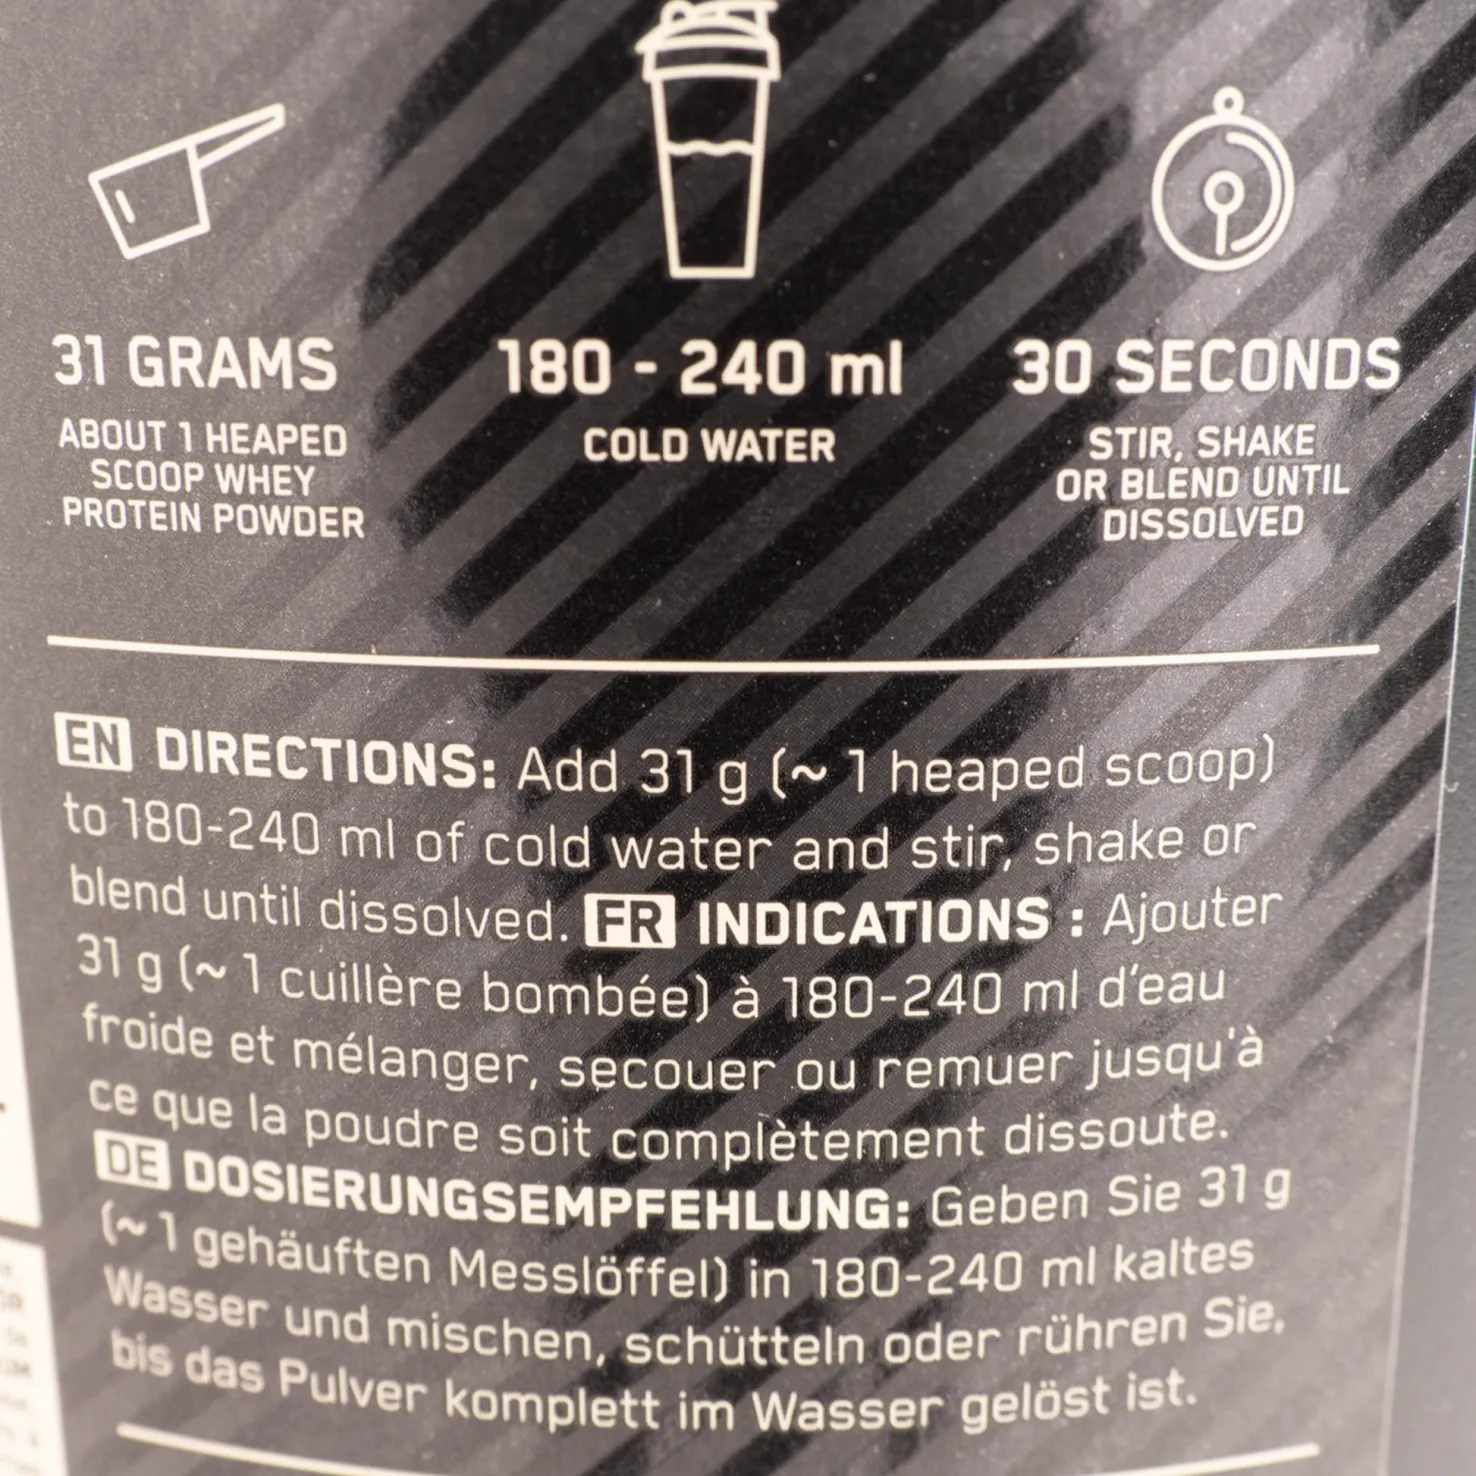 31 GRAMS
ABOUT 1 HEAPED
SCOOP WHEY
PROTEIN POWDER
180 - 240 ml
COLD WATER
30 SECONDS
STIR, SHAKE
OR BLEND UNTIL
DISSOLVED
EN DIRECTIONS: Add 31 g (~ 1 heaped scoop)
to 180-240 ml of cold water and stir, shake or
blend until dissolved. FR INDICATIONS : Ajouter
31 g (~ 1 cuillère bombée) à 180-240 ml d’eau
froide et mélanger, secouer ou remuer jusqu'à
ce que la poudre soit complètement dissoute.
DE DOSIERUNGSEMPFEHLUNG: Geben Sie 31 g
(~ 1 gehäuften Messlöffel) in 180-240 ml kaltes
Wasser und mischen, schütteln oder rühren Sie,
bis das Pulver komplett im Wasser gelöst ist.